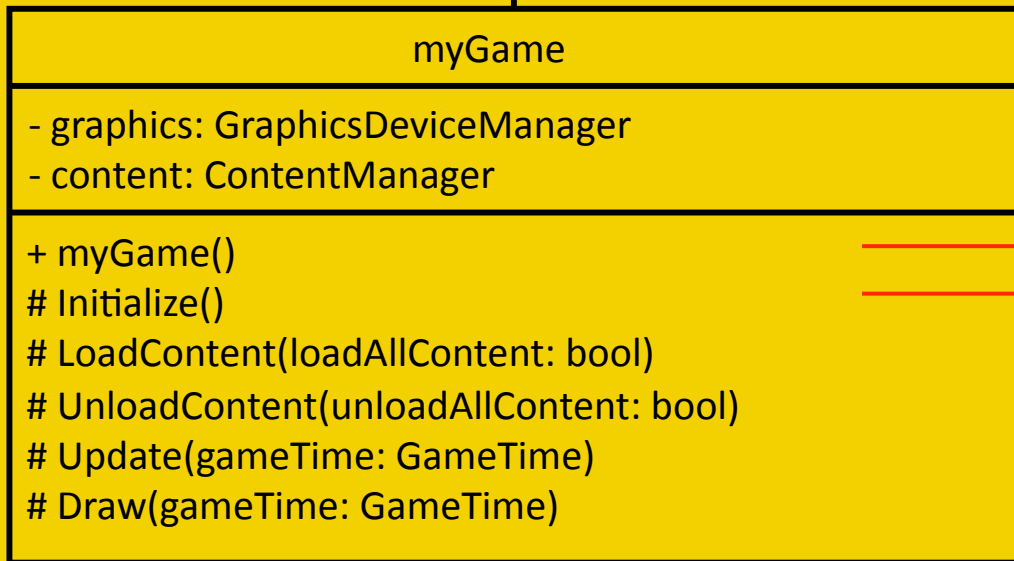 myGame
- graphics: GraphicsDeviceManager
- content: ContentManager
+ myGame()
# Initialize()
# LoadContent(loadAllContent: bool)
# UnloadContent(unloadAllContent: bool)
# Update(gameTime: GameTime)
# Draw(gameTime: GameTime)